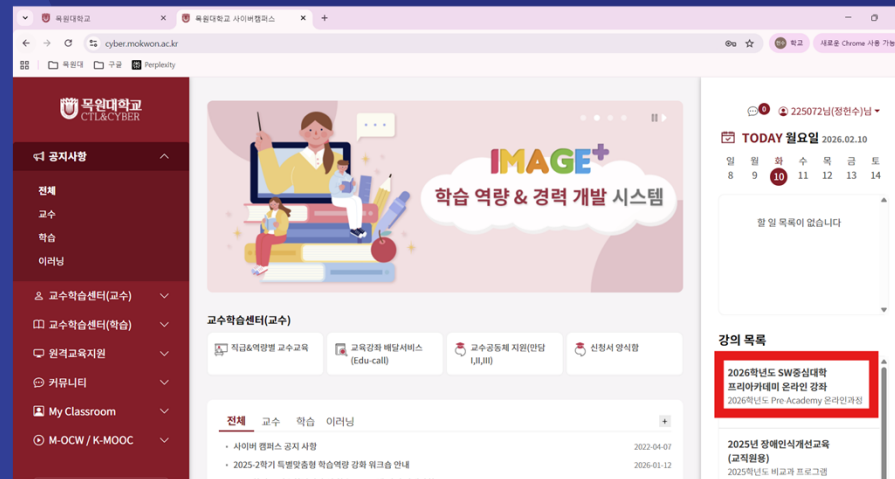 목원대학교
목원대학교 사이버캠퍼스
cyber.mokwon.ac.kr
학교
새로운 Chrome 사용 가능
목원대
구글
Perplexity
목원대학교
CTL&CYBER
공지사항
전체
교수
학습
이러닝
교수학습센터(교수)
교수학습센터(학습)
원격교육지원
커뮤니티
My Classroom
M-OCW / K-MOOC
IMAGE+
학습 역량 & 경력 개발 시스템
교수학습센터(교수)
직급&역량별 교수교육
교육강좌 배달서비스
(Edu-call)
교수공동체 지원(만담
I,II,III)
신청서 양식함
전체 교수 학습 이러닝
사이버 캠퍼스 공지 사항 2022-04-07
2025-2학기 특별맞춤형 학습역량 강화 워크숍 안내 2026-01-12
0
225072님(정헌수)님
TODAY 월요일 2026.02.10
일 월 화 수 목 금 토
8 9 10 11 12 13 14
할 일 목록이 없습니다
강의 목록
2026학년도 SW중심대학
프리아카데미 온라인 강좌
2026학년도 Pre-Academy 온라인과정
2025년 장애인식개선교육
(교직원용)
2025학년도 비교과 프로그램